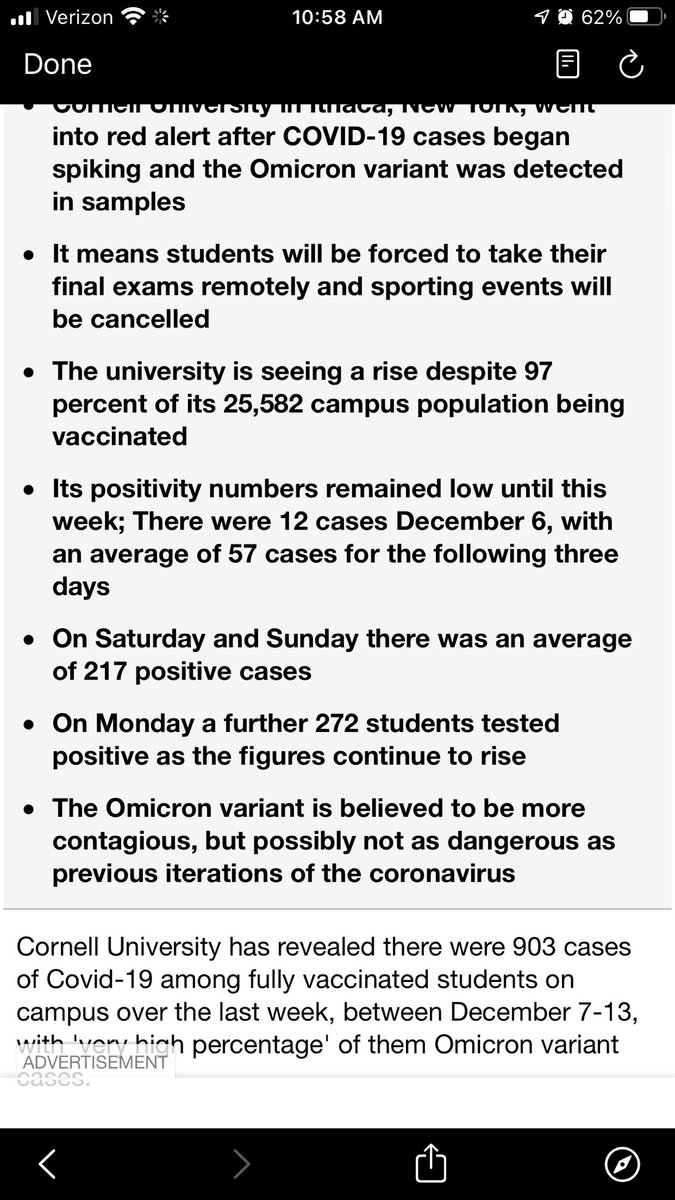 Verizon
10:58 AM
62%
Done
Cornell University in Ithaca, New York, went
into red alert after COVID-19 cases began
spiking and the Omicron variant was detected
in samples
• It means students will be forced to take their
final exams remotely and sporting events will
be cancelled
• The university is seeing a rise despite 97
percent of its 25,582 campus population being
vaccinated
• Its positivity numbers remained low until this
week; There were 12 cases December 6, with
an average of 57 cases for the following three
days
• On Saturday and Sunday there was an average
of 217 positive cases
• On Monday a further 272 students tested
positive as the figures continue to rise
• The Omicron variant is believed to be more
contagious, but possibly not as dangerous as
previous iterations of the coronavirus
Cornell University has revealed there were 903 cases
of Covid-19 among fully vaccinated students on
campus over the last week, between December 7-13,
with 'very high percentage' of them Omicron variant
ADVERTISEMENT
cases.